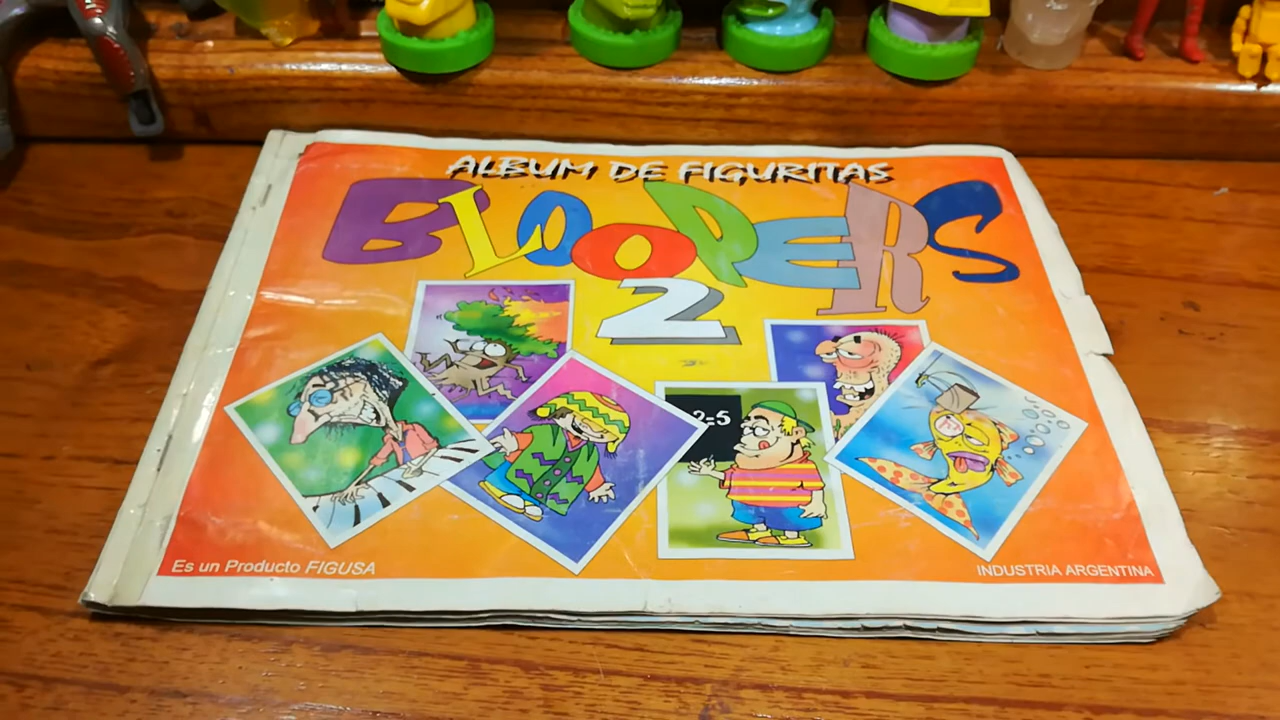 ALBUM DE FIGURITAS
BLOOPERS
2
2=5
Es un Producto FIGUSA
INDUSTRIA ARGENTINA